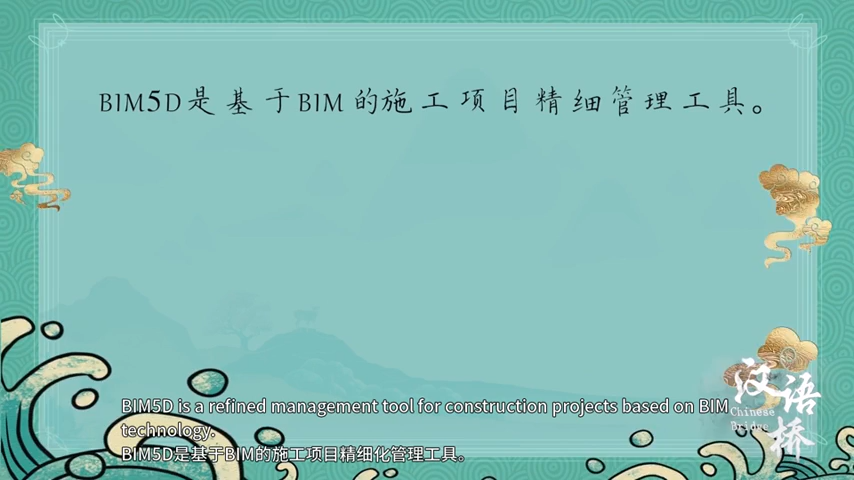 BIM5D是基于BIM的施工项目精细管理工具。
汉语桥
Chinese
Bridge
BIM5D is a refined management tool for construction projects based on BIM
technology.
BIM5D是基于BIM的施工项目精细化管理工具。